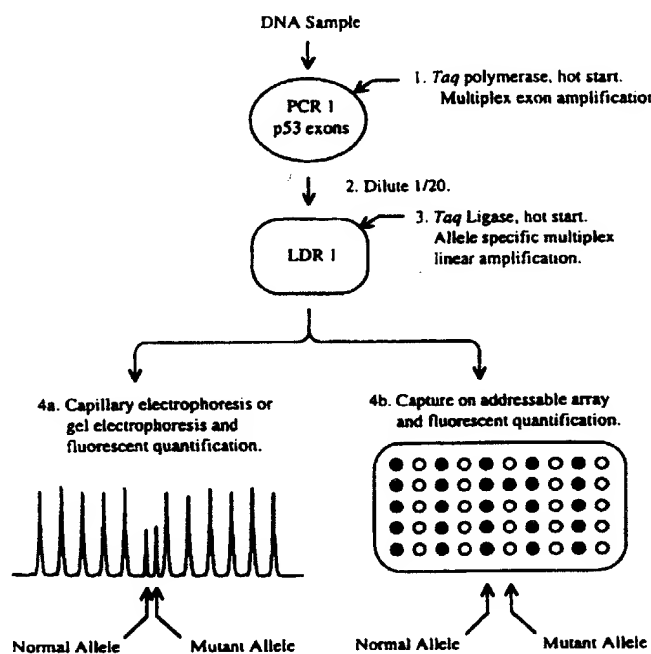 DNA Sample
1. Taq polymerase, hot start.
Multiplex exon amplification
PCR 1
p53 exons
2. Dilute 1/20.
3. Taq Ligase, hot start.
Allele specific multiplex
linear amplification.
LDR 1
4a. Capillary electrophoresis or
gel electrophoresis and
fluorescent quantification.
4b. Capture on addressable array
and fluorescent quantification.
Normal Allele
Mutant Allele
Normal Allele
Mutant Allele